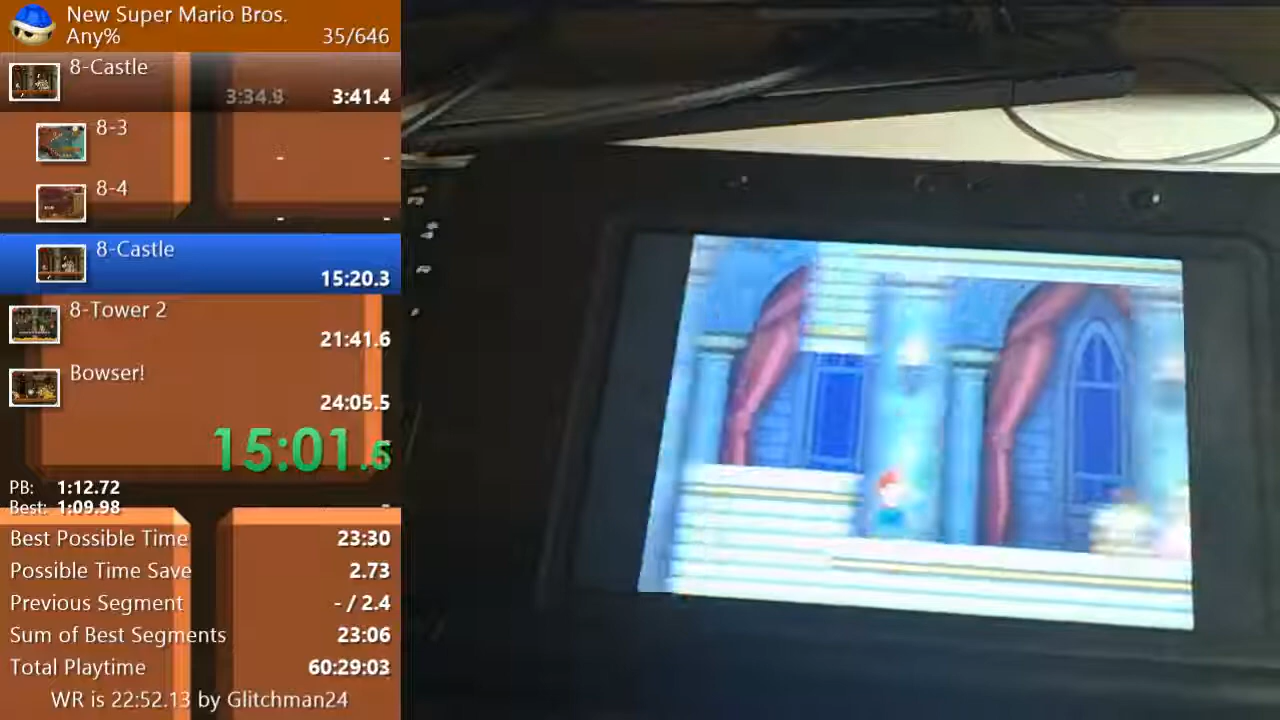 New Super Mario Bros.
Any% 35/646
8-Castle
3:34.9 3:41.4
8-3
- -
8-4
- -
8-Castle
15:20.3
8-Tower 2
21:41.6
Bowser!
24:05.5
15:01.6
PB: 1:12.72
Best: 1:09.98 -
Best Possible Time 23:30
Possible Time Save 2.73
Previous Segment - / 2.4
Sum of Best Segments 23:06
Total Playtime 60:29:03
WR is 22:52.13 by Glitchman24